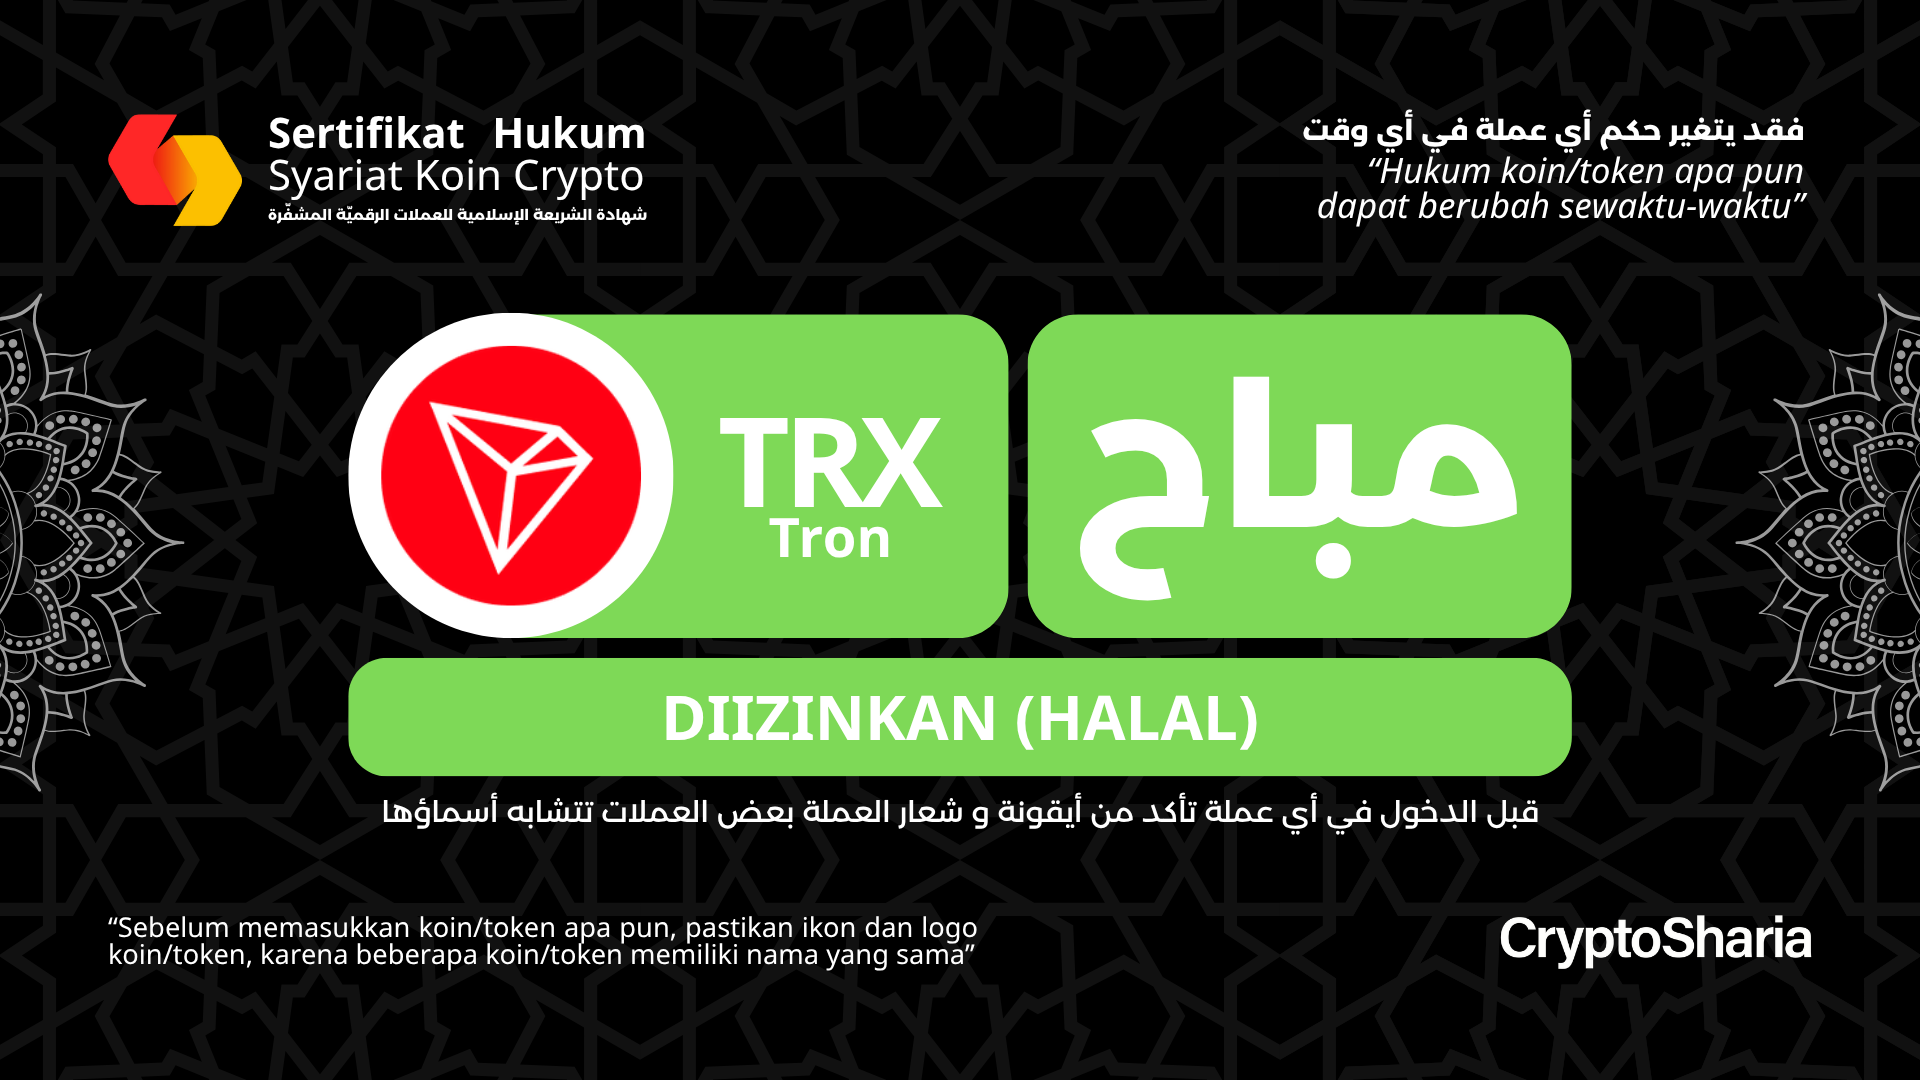 Sertifikat Hukum
Syariat Koin Crypto
شهادة الشريعة الإسلامية للعملات الرقميّة المشفّرة
فقد يتغير حكم أي عملة في أي وقت
“Hukum koin/token apa pun
dapat berubah sewaktu-waktu”
TRX
Tron
مباح
DIIZINKAN (HALAL)
قبل الدخول في أي عملة تأكد من أيقونة و شعار العملة بعض العملات تتشابه أسماؤها
“Sebelum memasukkan koin/token apa pun, pastikan ikon dan logo
koin/token, karena beberapa koin/token memiliki nama yang sama”
CryptoSharia